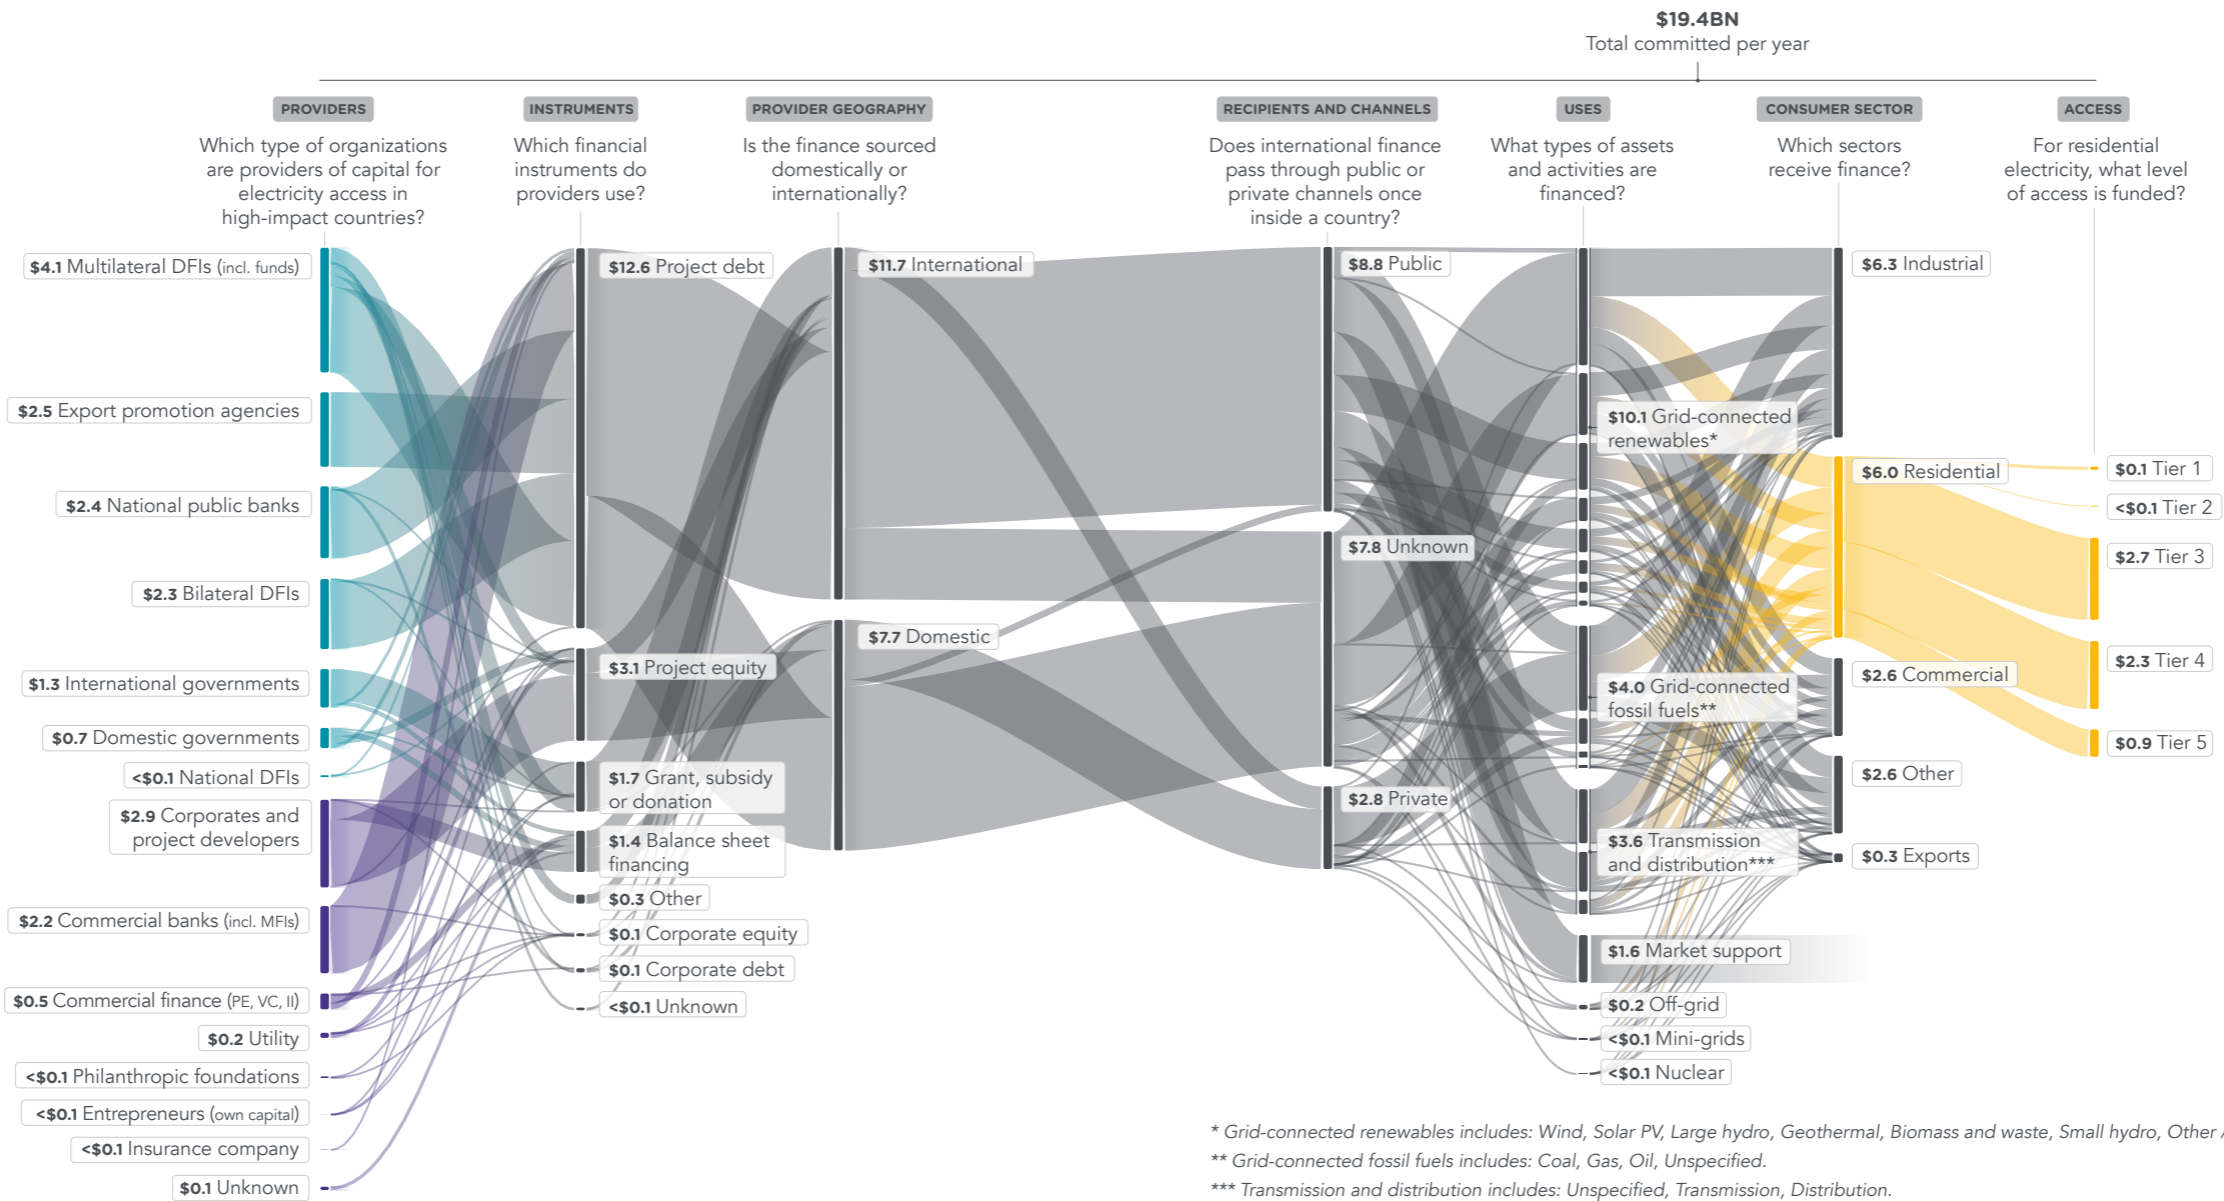 $19.4BN
Total committed per year
PROVIDERS
Which type of organizations
are providers of capital for
electricity access in
high-impact countries?
$4.1 Multilateral DFIs (incl. funds)
$2.5 Export promotion agencies
$2.4 National public banks
$2.3 Bilateral DFIs
$1.3 International governments
$0.7 Domestic governments
<$0.1 National DFIs
$2.9 Corporates and
project developers
$2.2 Commercial banks (incl. MFIs)
$0.5 Commercial finance (PE, VC, II)
$0.2 Utility
<$0.1 Philanthropic foundations
<$0.1 Entrepreneurs (own capital)
<$0.1 Insurance company
$0.1 Unknown
INSTRUMENTS
Which financial
instruments do
providers use?
$12.6 Project debt
$3.1 Project equity
$1.7 Grant, subsidy
or donation
$1.4 Balance sheet
financing
$0.3 Other
$0.1 Corporate equity
$0.1 Corporate debt
<$0.1 Unknown
PROVIDER GEOGRAPHY
Is the finance sourced
domestically or
internationally?
$11.7 International
$7.7 Domestic
RECIPIENTS AND CHANNELS
Does international finance
pass through public or
private channels once
inside a country?
$8.8 Public
$7.8 Unknown
$2.8 Private
USES
What types of assets
and activities are
financed?
$10.1 Grid-connected
renewables*
$4.0 Grid-connected
fossil fuels**
$3.6 Transmission
and distribution***
$1.6 Market support
$0.2 Off-grid
<$0.1 Mini-grids
<$0.1 Nuclear
CONSUMER SECTOR
Which sectors
receive finance?
$6.3 Industrial
$6.0 Residential
$2.6 Commercial
$2.6 Other
$0.3 Exports
ACCESS
For residential
electricity, what level
of access is funded?
$0.1 Tier 1
<$0.1 Tier 2
$2.7 Tier 3
$2.3 Tier 4
$0.9 Tier 5
* Grid-connected renewables includes: Wind, Solar PV, Large hydro, Geothermal, Biomass and waste, Small hydro, Other
** Grid-connected fossil fuels includes: Coal, Gas, Oil, Unspecified.
*** Transmission and distribution includes: Unspecified, Transmission, Distribution.